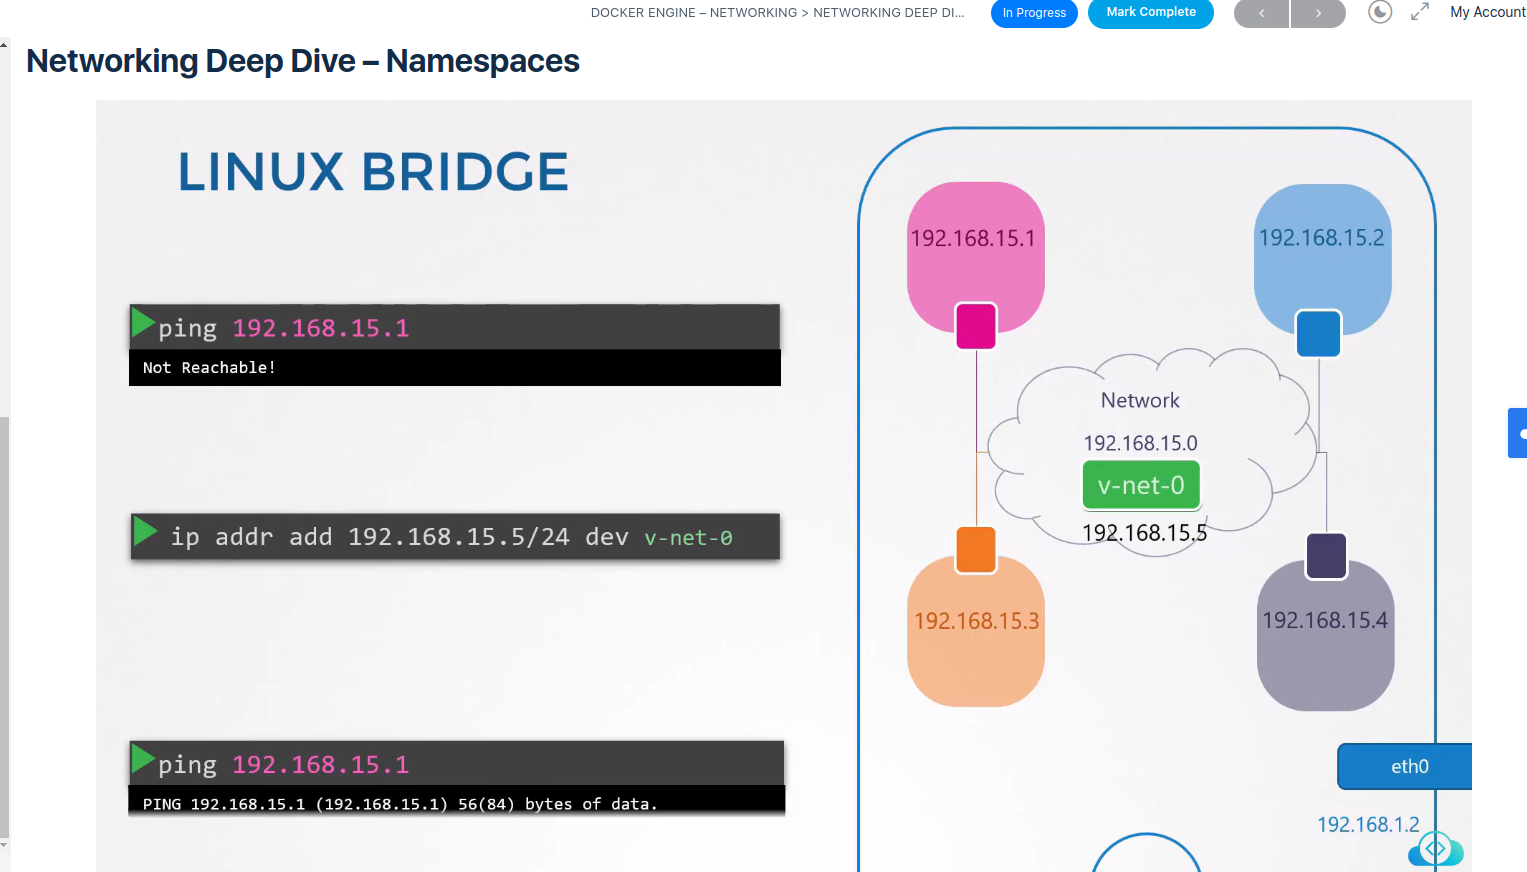 DOCKER ENGINE – NETWORKING > NETWORKING DEEP DI...
In Progress
Mark Complete
My Account
Networking Deep Dive – Namespaces
LINUX BRIDGE
ping 192.168.15.1
Not Reachable!
ip addr add 192.168.15.5/24 dev v-net-0
ping 192.168.15.1
PING 192.168.15.1 (192.168.15.1) 56(84) bytes of data.
192.168.15.1
192.168.15.2
Network
192.168.15.0
v-net-0
192.168.15.5
192.168.15.3
192.168.15.4
eth0
192.168.1.2